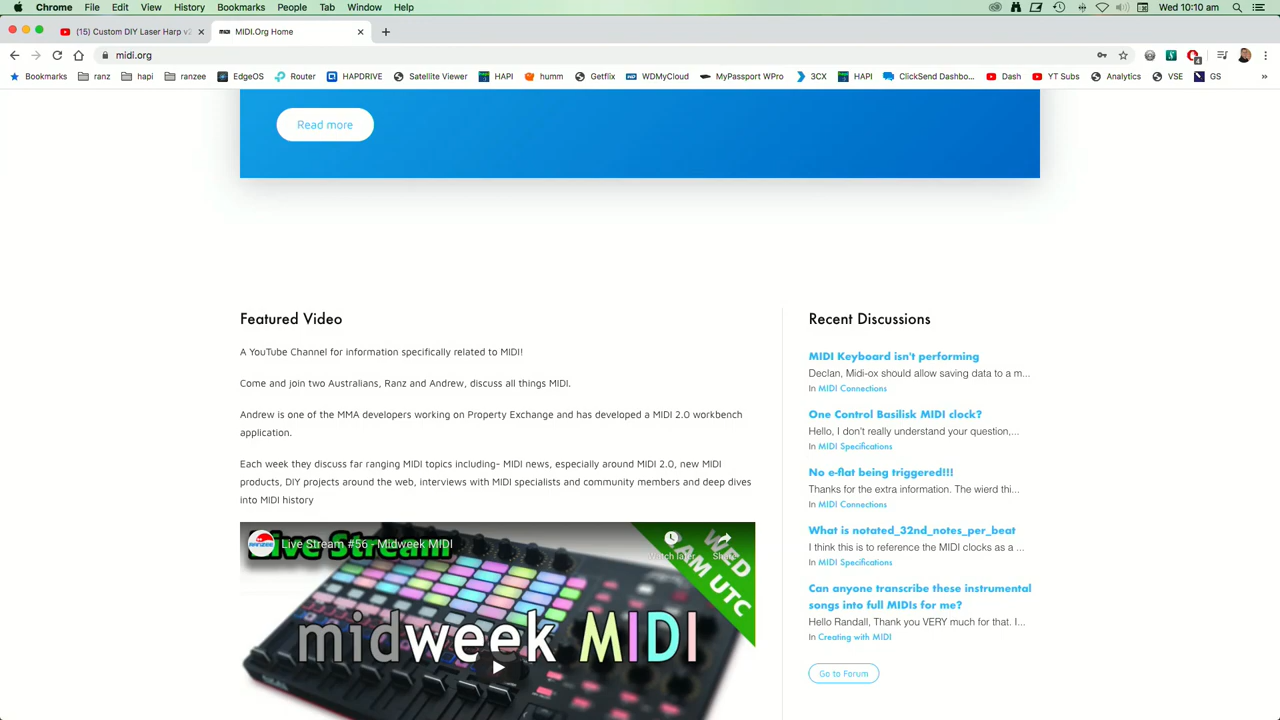 Chrome File Edit View History Bookmarks People Tab Window Help
Wed 10:10 am
(15) Custom DIY Laser Harp v2
MIDI.Org Home
midi.org
Bookmarks ranz hapi ranzee EdgeOS Router HAPDRIVE Satellite Viewer HAPI humm Getflix WDMyCloud MyPassport WPro 3CX HAPI ClickSend Dashbo... Dash YT Subs Analytics VSE GS
Read more
Featured Video
A YouTube Channel for information specifically related to MIDI!
Come and join two Australians, Ranz and Andrew, discuss all things MIDI.
Andrew is one of the MMA developers working on Property Exchange and has developed a MIDI 2.0 workbench
application.
Each week they discuss far ranging MIDI topics including- MIDI news, especially around MIDI 2.0, new MIDI
products, DIY projects around the web, interviews with MIDI specialists and community members and deep dives
into MIDI history
Live Stream
Live Stream #56 - Midweek MIDI
Watch later
Share
WED
AM UTC
midweek MIDI
Recent Discussions
MIDI Keyboard isn't performing
Declan, Midi-ox should allow saving data to a m...
In MIDI Connections
One Control Basilisk MIDI clock?
Hello, I don't really understand your question,...
In MIDI Specifications
No e-flat being triggered!!!
Thanks for the extra information. The wierd thi...
In MIDI Connections
What is notated_32nd_notes_per_beat
I think this is to reference the MIDI clocks as a ...
In MIDI Specifications
Can anyone transcribe these instrumental
songs into full MIDIs for me?
Hello Randall, Thank you VERY much for that. I...
In Creating with MIDI
Go to Forum